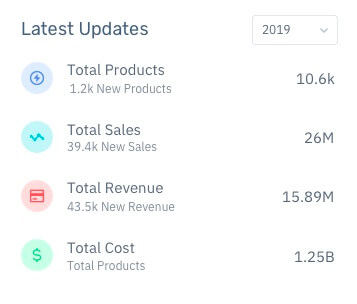 Latest Updates
2019
Total Products
1.2k New Products
10.6k
Total Sales
39.4k New Sales
26M
Total Revenue
43.5k New Revenue
15.89M
Total Cost
Total Products
1.25B